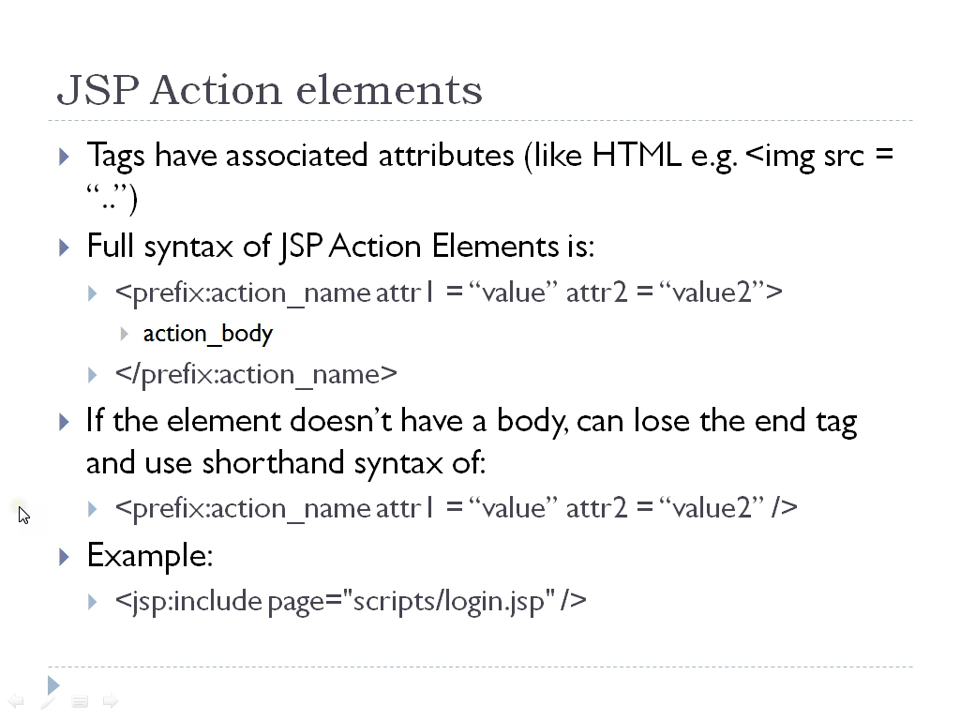 JSP Action elements
Tags have associated attributes (like HTML e.g. <img src =
“..”)
Full syntax of JSP Action Elements is:
<prefix:action_name attr1 = “value” attr2 = “value2”>
action_body
</prefix:action_name>
If the element doesn’t have a body, can lose the end tag
and use shorthand syntax of:
<prefix:action_name attr1 = “value” attr2 = “value2” />
Example:
<jsp:include page="scripts/login.jsp" />